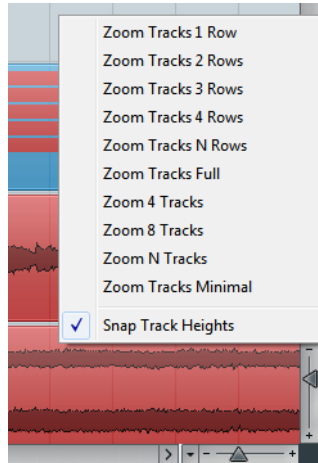 Zoom Tracks 1 Row
Zoom Tracks 2 Rows
Zoom Tracks 3 Rows
Zoom Tracks 4 Rows
Zoom Tracks N Rows
Zoom Tracks Full
Zoom 4 Tracks
Zoom 8 Tracks
Zoom N Tracks
Zoom Tracks Minimal
Snap Track Heights